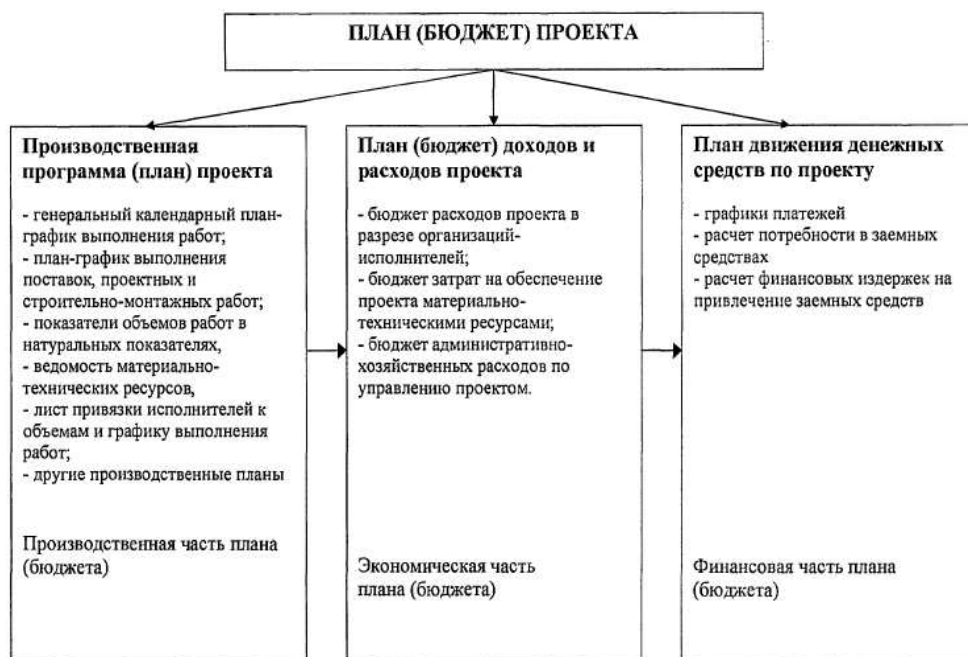 ПЛАН (БЮДЖЕТ) ПРОЕКТА
Производственная
программа (план) проекта
- генеральный календарный план-
график выполнения работ;
- план-график выполнения
поставок, проектных и
строительно-монтажных работ;
- показатели объемов работ в
натуральных показателях,
- ведомость материально-
технических ресурсов,
- лист привязки исполнителей к
объемам и графику выполнения
работ;
- другие производственные планы
Производственная часть плана
(бюджета)
План (бюджет) доходов и
расходов проекта
- бюджет расходов проекта в
разрезе организаций-
исполнителей;
- бюджет затрат на обеспечение
проекта материально-
техническими ресурсами;
- бюджет административно-
хозяйственных расходов по
управлению проектом.
Экономическая часть
плана (бюджета)
План движения денежных
средств по проекту
- графики платежей
- расчет потребности в заемных
средствах
- расчет финансовых издержек на
привлечение заемных средств
Финансовая часть плана
(бюджета)